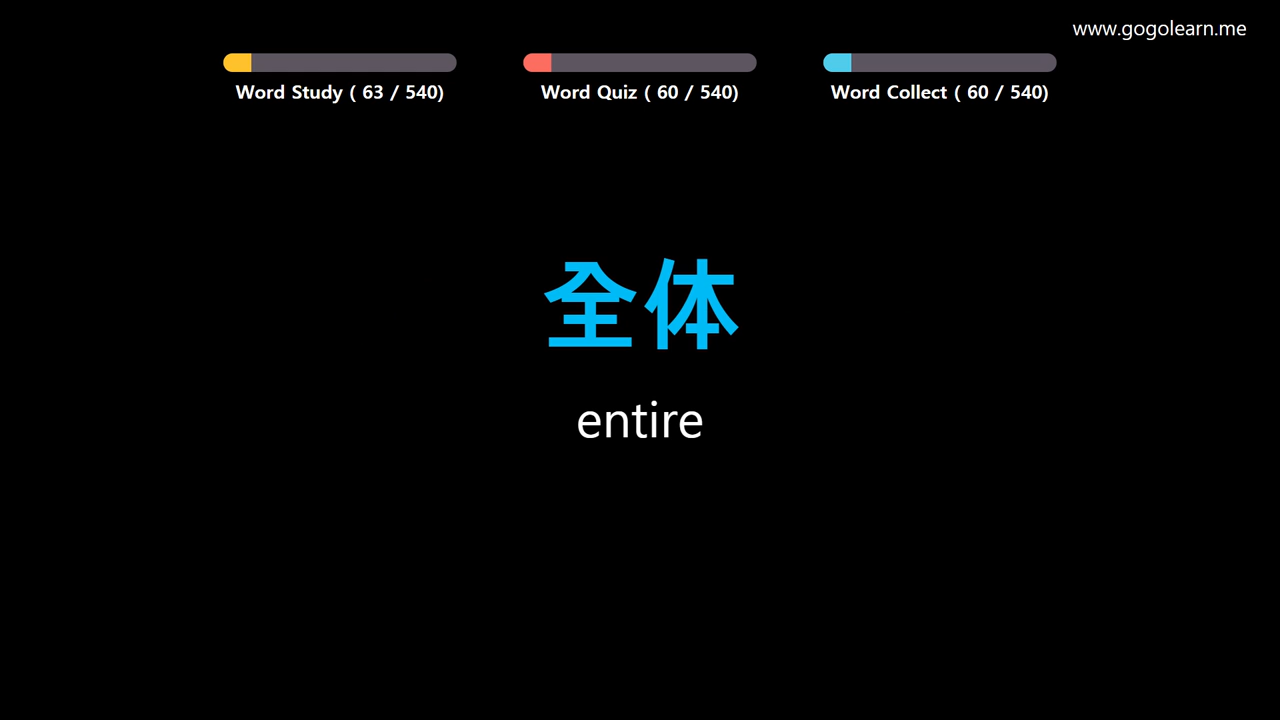 www.gogolearn.me
Word Study ( 63 / 540)
Word Quiz ( 60 / 540)
Word Collect ( 60 / 540)
全体
entire